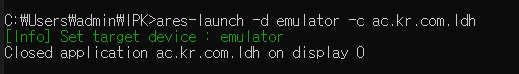 C:₩Users₩admin₩IPK>ares-launch -d emulator -c ac.kr.com.ldh
[Info] Set target device : emulator
Closed application ac.kr.com.ldh on display 0